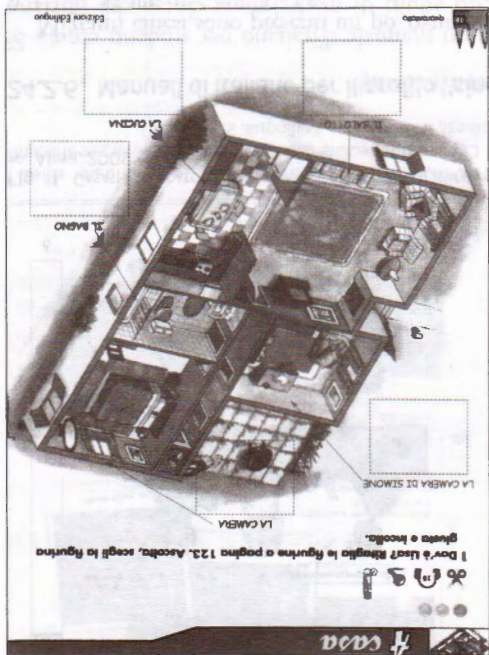 A casa
1 Dov'è Lisa? Ritaglia le figurine a pagina 123. Ascolta, scegli la figurina
giusta e incolla.
LA CAMERA
LA CAMERA DI SIMONE
IL BAGNO
IL SALOTTO
LA CUCINA
Edizioni Edilingua